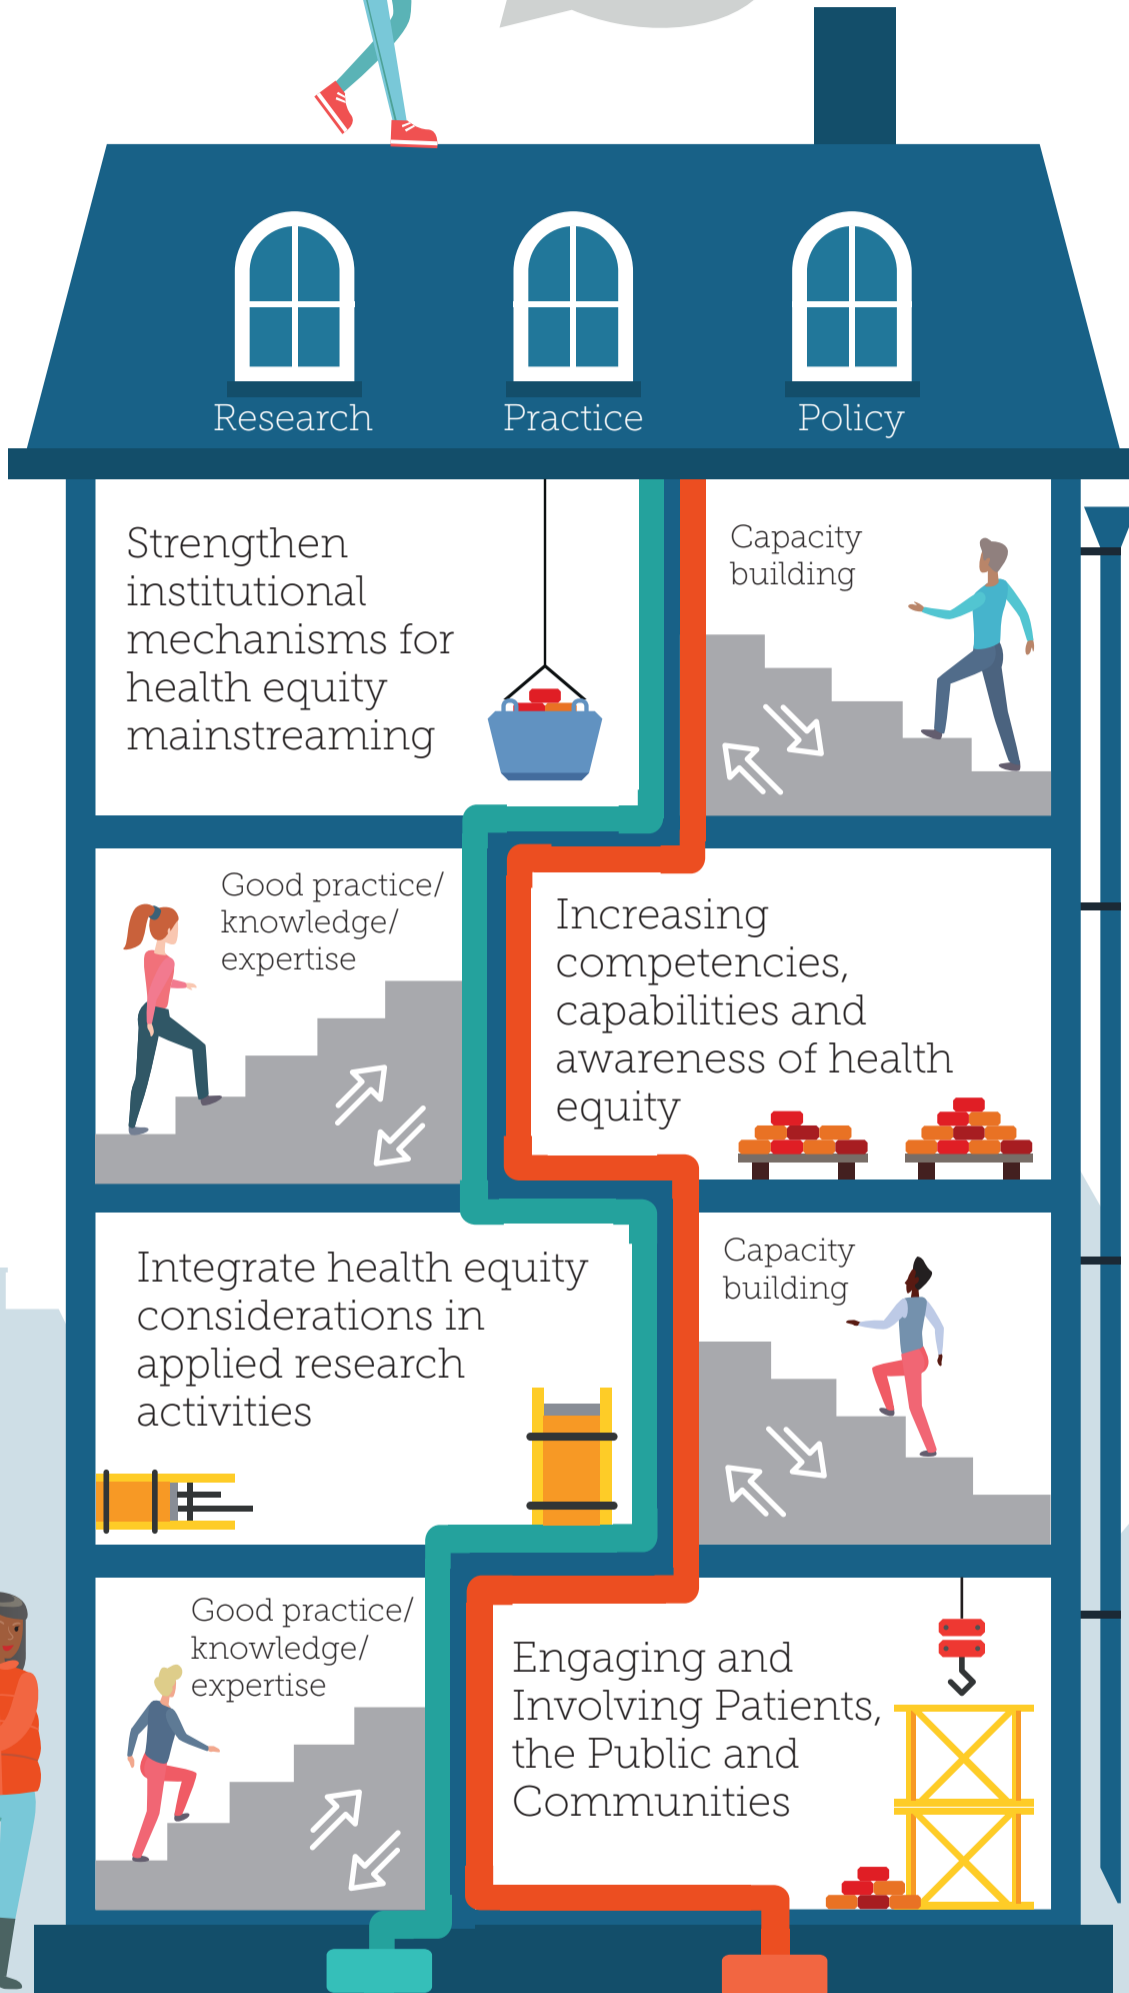 Research
Practice
Policy
Strengthen
institutional
mechanisms for
health equity
mainstreaming
Capacity
building
Good practice/
knowledge/
expertise
Increasing
competencies,
capabilities and
awareness of health
equity
Integrate health equity
considerations in
applied research
activities
Capacity
building
Good practice/
knowledge/
expertise
Engaging and
Involving Patients,
the Public and
Communities